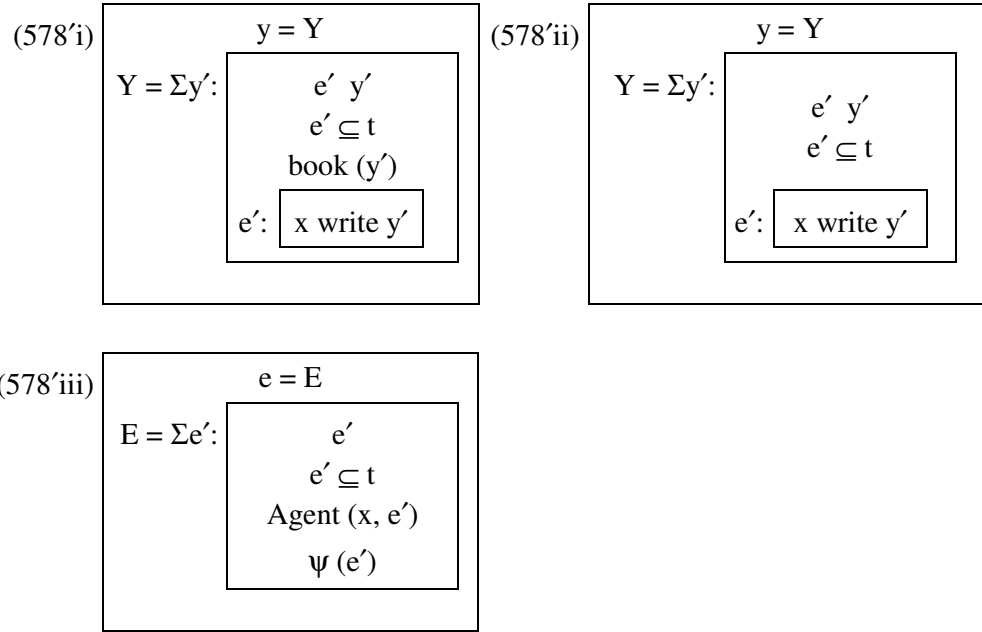 (578′i)
y = Y
Y = Σy′:
e′ y′
e′ ⊆ t
book (y′)
e′: x write y′
(578′ii)
y = Y
Y = Σy′:
e′ y′
e′ ⊆ t
e′: x write y′
(578′iii)
e = E
E = Σe′:
e′
e′ ⊆ t
Agent (x, e′)
ψ (e′)